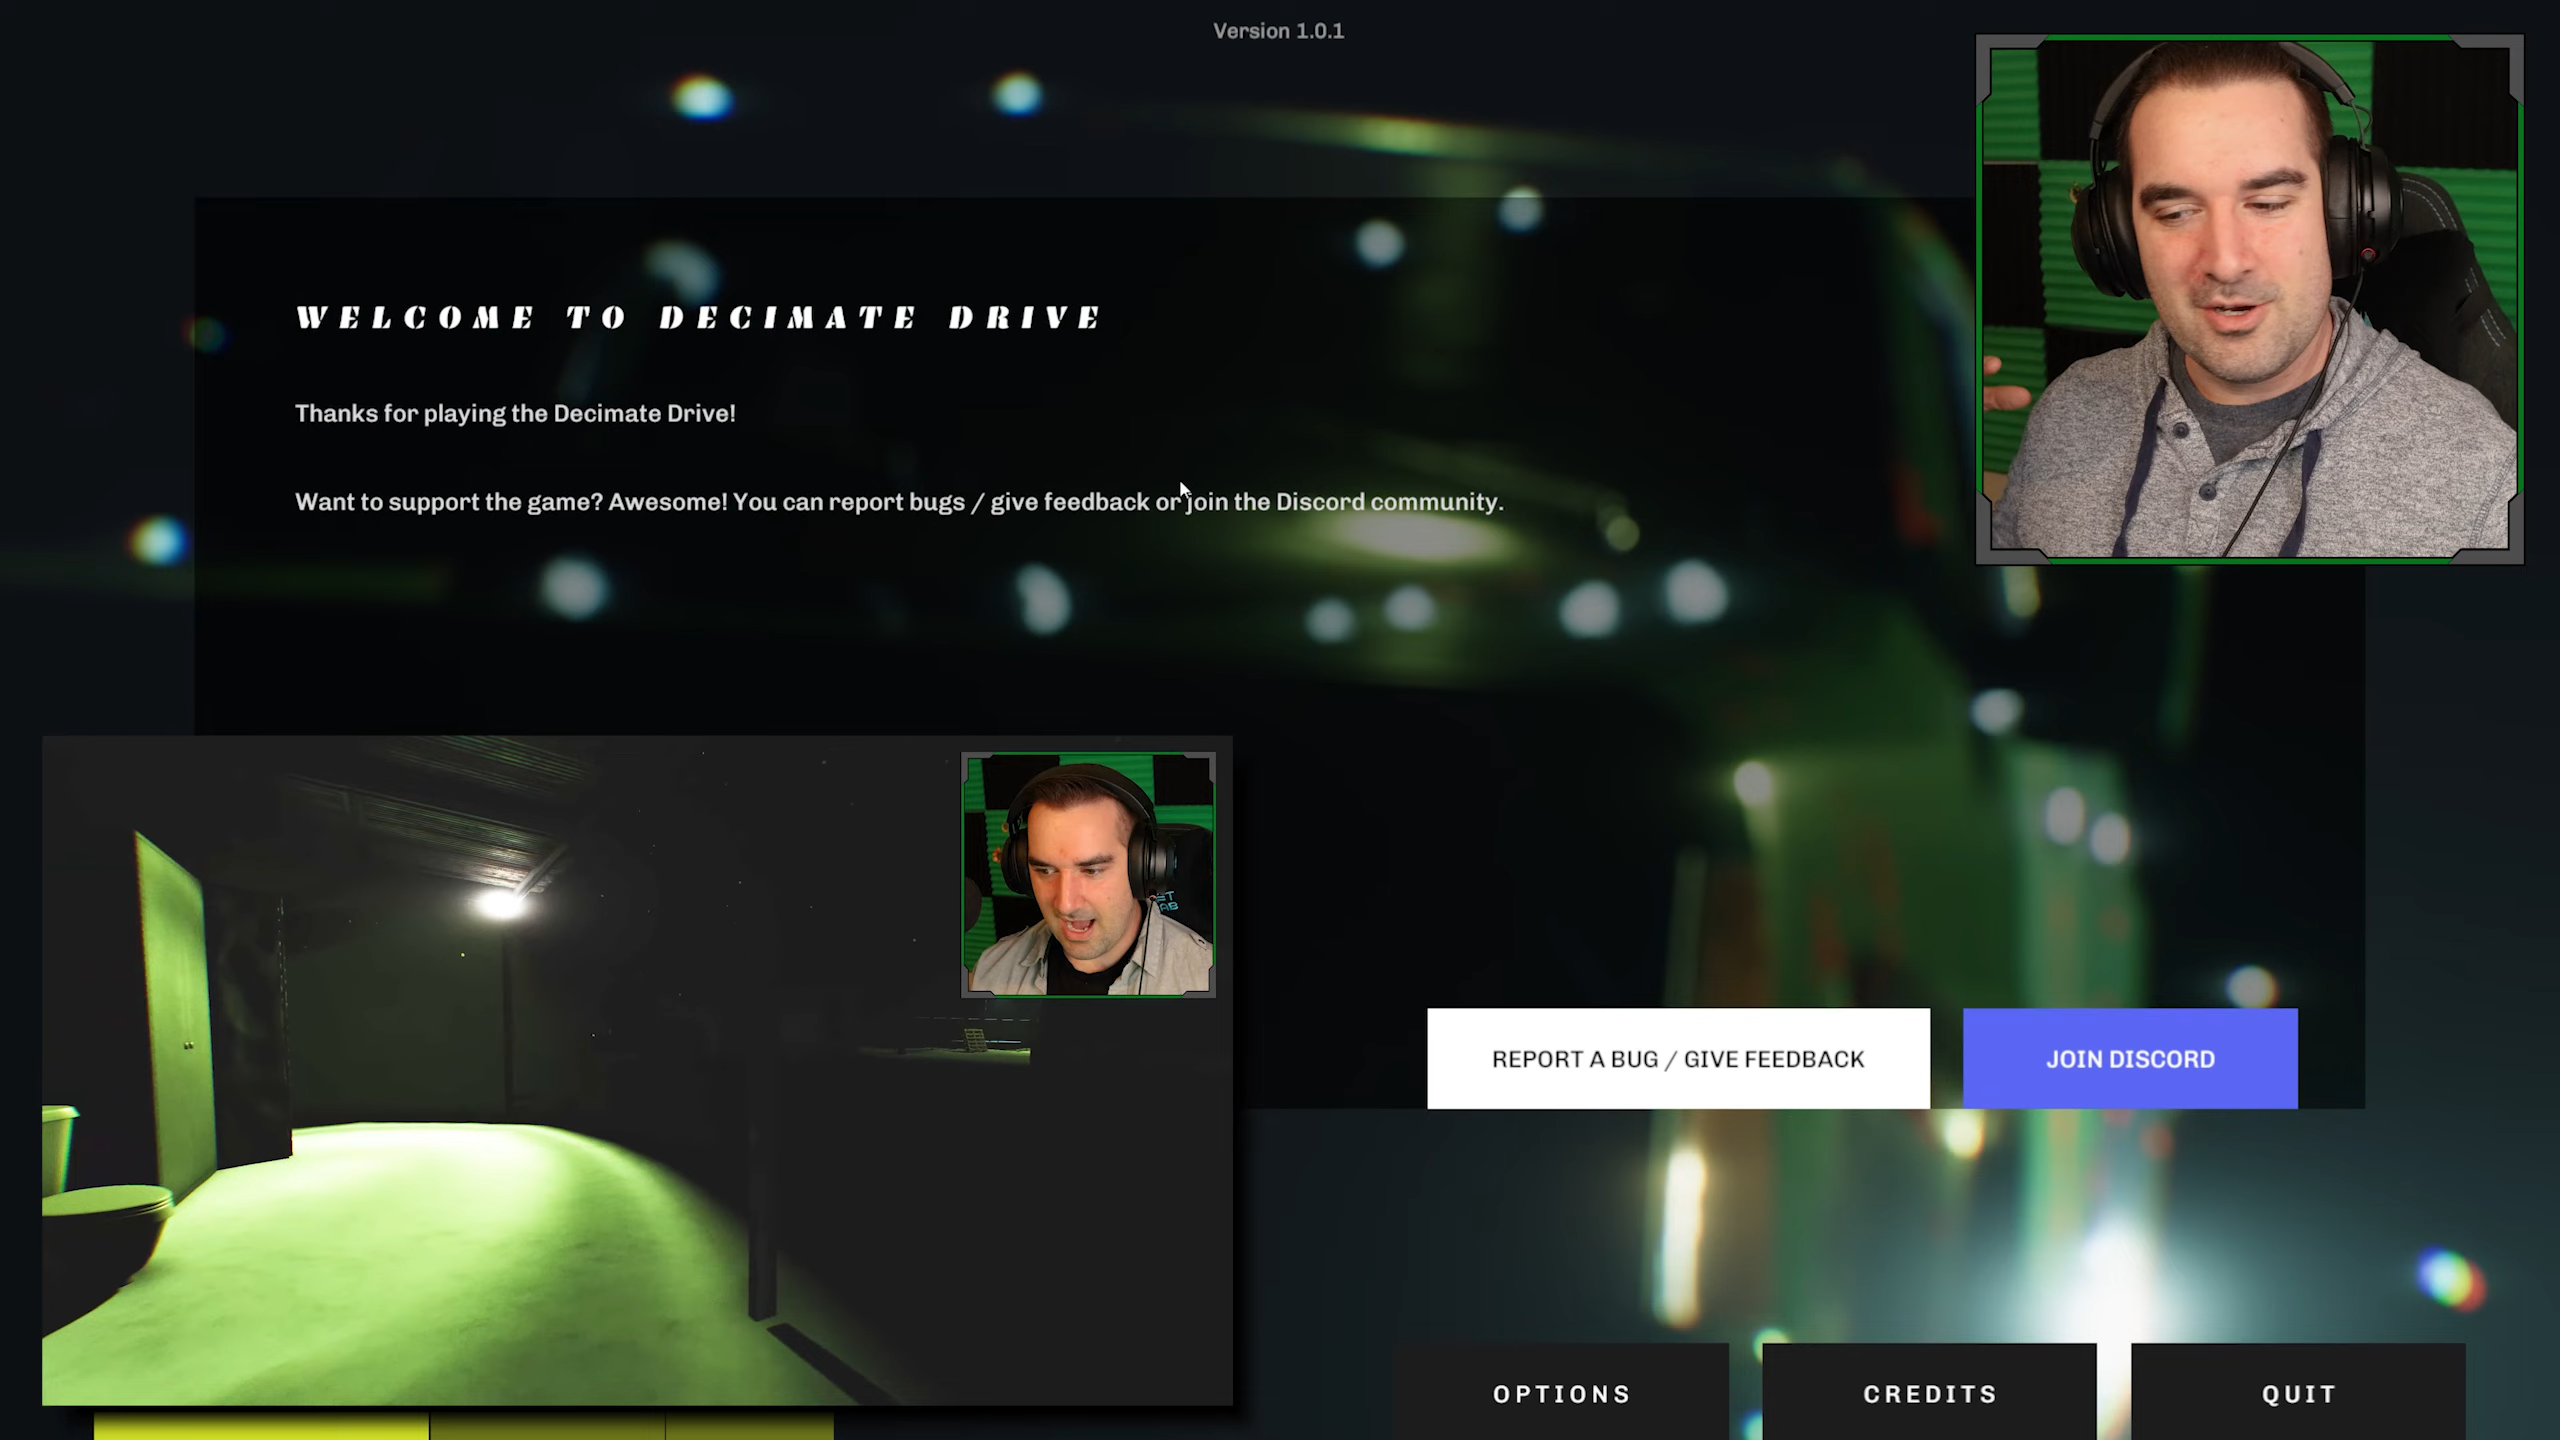 Version 1.0.1
WELCOME TO DECIMATE DRIVE
Thanks for playing the Decimate Drive!
Want to support the game? Awesome! You can report bugs / give feedback or join the Discord community.
REPORT A BUG / GIVE FEEDBACK
JOIN DISCORD
OPTIONS
CREDITS
QUIT